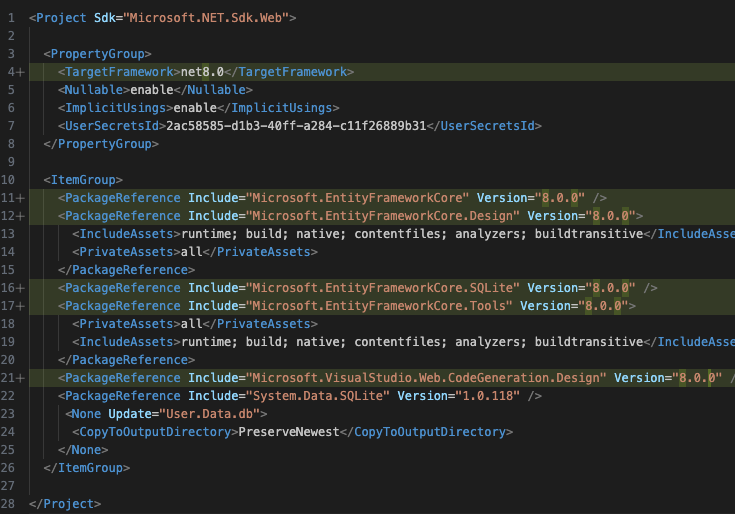 1 <Project Sdk="Microsoft.NET.Sdk.Web">
2
3 <PropertyGroup>
4+ <TargetFramework>net8.0</TargetFramework>
5 <Nullable>enable</Nullable>
6 <ImplicitUsings>enable</ImplicitUsings>
7 <UserSecretsId>2ac58585-d1b3-40ff-a284-c11f26889b31</UserSecretsId>
8 </PropertyGroup>
9
10 <ItemGroup>
11+ <PackageReference Include="Microsoft.EntityFrameworkCore" Version="8.0.0" />
12+ <PackageReference Include="Microsoft.EntityFrameworkCore.Design" Version="8.0.0">
13 <IncludeAssets>runtime; build; native; contentfiles; analyzers; buildtransitive</IncludeAsse
14 <PrivateAssets>all</PrivateAssets>
15 </PackageReference>
16+ <PackageReference Include="Microsoft.EntityFrameworkCore.SQLite" Version="8.0.0" />
17+ <PackageReference Include="Microsoft.EntityFrameworkCore.Tools" Version="8.0.0">
18 <PrivateAssets>all</PrivateAssets>
19 <IncludeAssets>runtime; build; native; contentfiles; analyzers; buildtransitive</IncludeAsse
20 </PackageReference>
21+ <PackageReference Include="Microsoft.VisualStudio.Web.CodeGeneration.Design" Version="8.0.0" /
22 <PackageReference Include="System.Data.SQLite" Version="1.0.118" />
23 <None Update="User.Data.db">
24 <CopyToOutputDirectory>PreserveNewest</CopyToOutputDirectory>
25 </None>
26 </ItemGroup>
27
28 </Project>